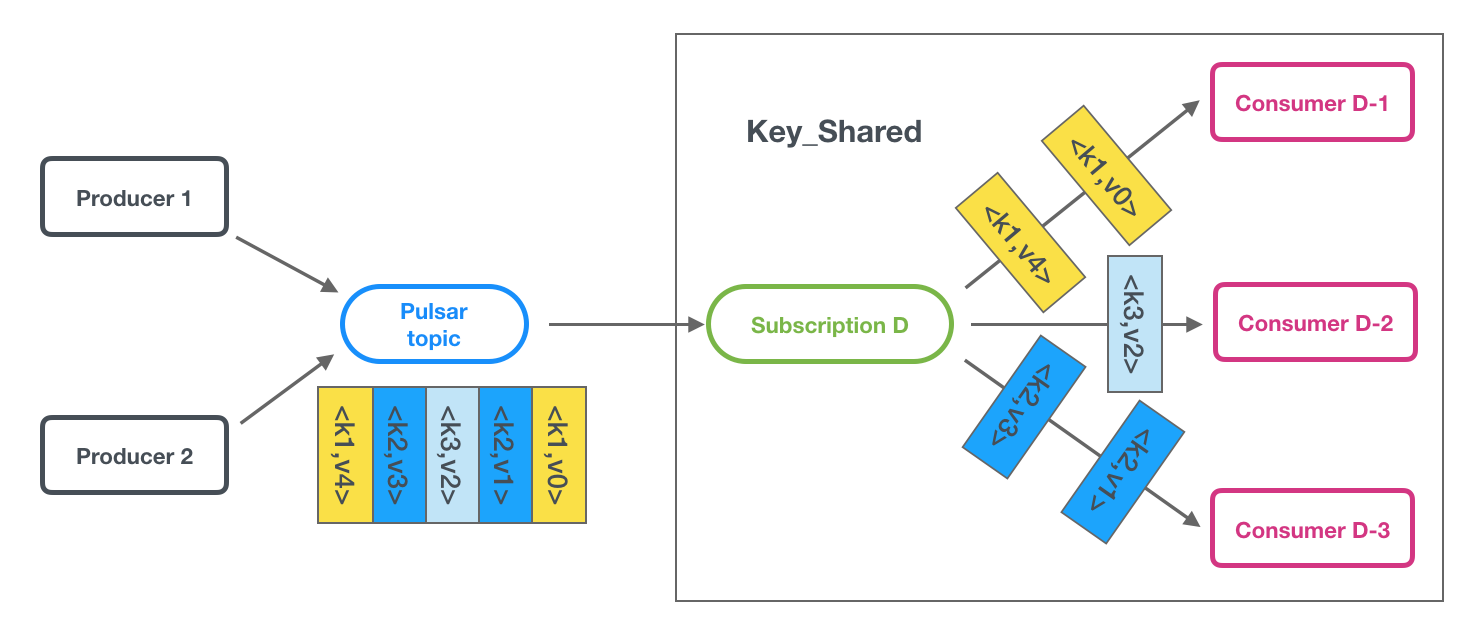 Key_Shared
Consumer D-1
<k1,v0>
<k1,v4>
Producer 1
Pulsar
topic
Subscription D
<k3,v2>
Consumer D-2
<k2,v3>
<k2,v1>
Producer 2
<k1,v4>
<k2,v3>
<k3,v2>
<k2,v1>
<k1,v0>
Consumer D-3